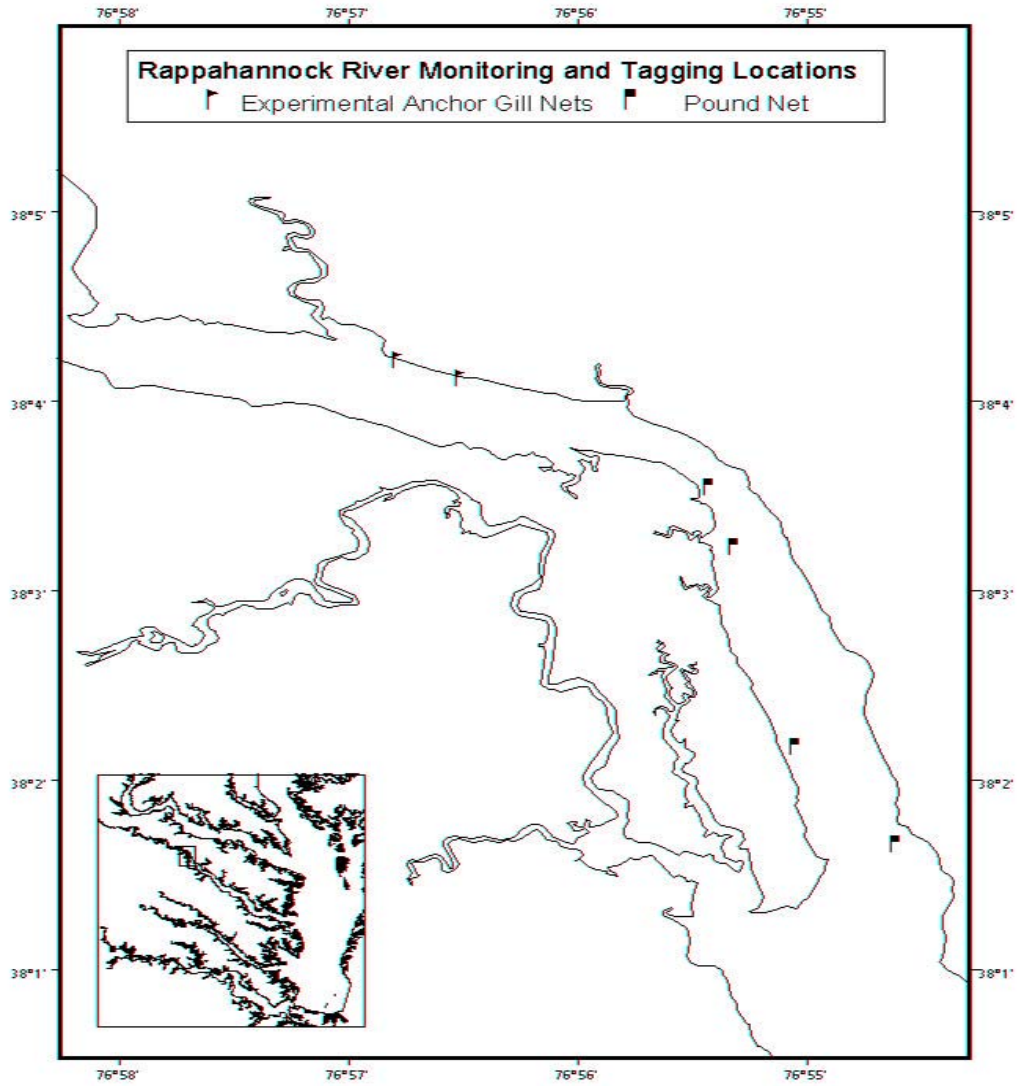 76°58' 76°57' 76°56' 76°55'
Rappahannock River Monitoring and Tagging Locations
Experimental Anchor Gill Nets Pound Net
38°5' 38°5'
38°4' 38°4'
38°3' 38°3'
38°2' 38°2'
38°1' 38°1'
76°58' 76°57' 76°56' 76°55'